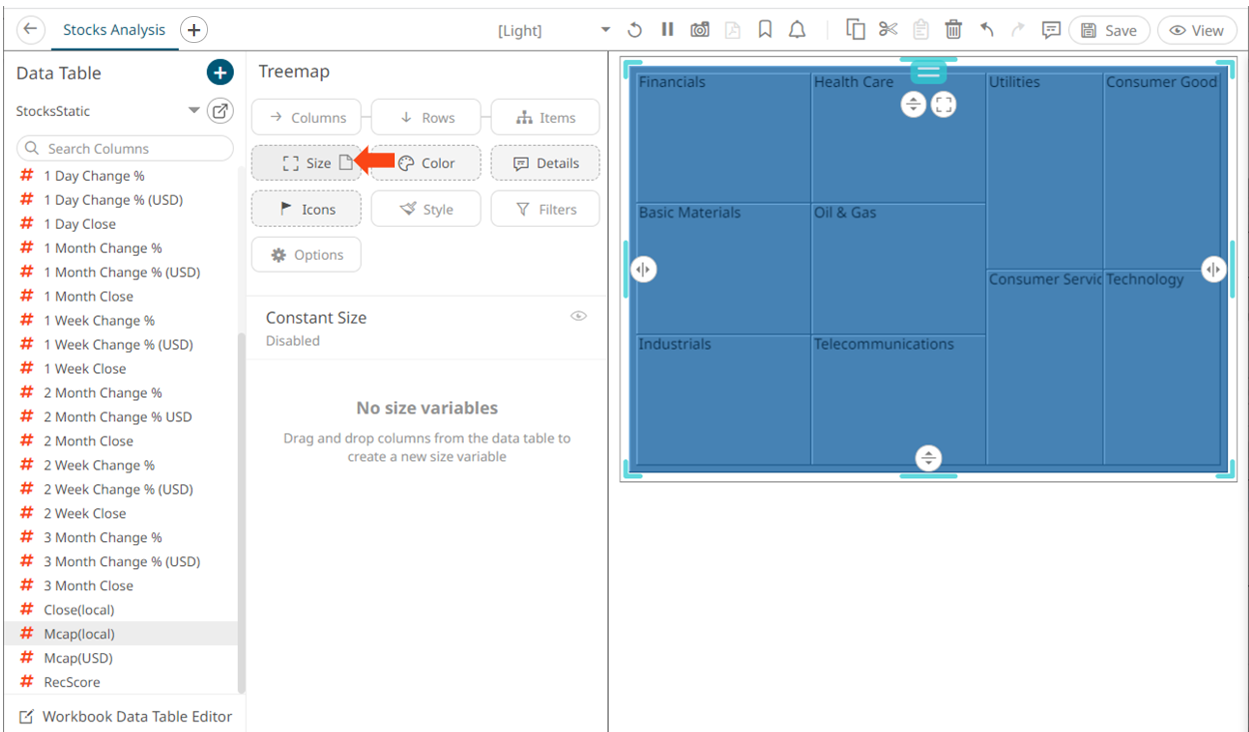 Stocks Analysis
[Light]
Save
View
Data Table
StocksStatic
Search Columns
# 1 Day Change %
# 1 Day Change % (USD)
# 1 Day Close
# 1 Month Change %
# 1 Month Change % (USD)
# 1 Month Close
# 1 Week Change %
# 1 Week Change % (USD)
# 1 Week Close
# 2 Month Change %
# 2 Month Change % USD
# 2 Month Close
# 2 Week Change %
# 2 Week Change % (USD)
# 2 Week Close
# 3 Month Change %
# 3 Month Change % (USD)
# 3 Month Close
# Close(local)
# Mcap(local)
# Mcap(USD)
# RecScore
Workbook Data Table Editor
Treemap
Columns
Rows
Items
Size
Color
Details
Icons
Style
Filters
Options
Constant Size
Disabled
No size variables
Drag and drop columns from the data table to
create a new size variable
Financials
Health Care
Utilities
Consumer Good
Basic Materials
Oil & Gas
Consumer Servic
Technology
Industrials
Telecommunications